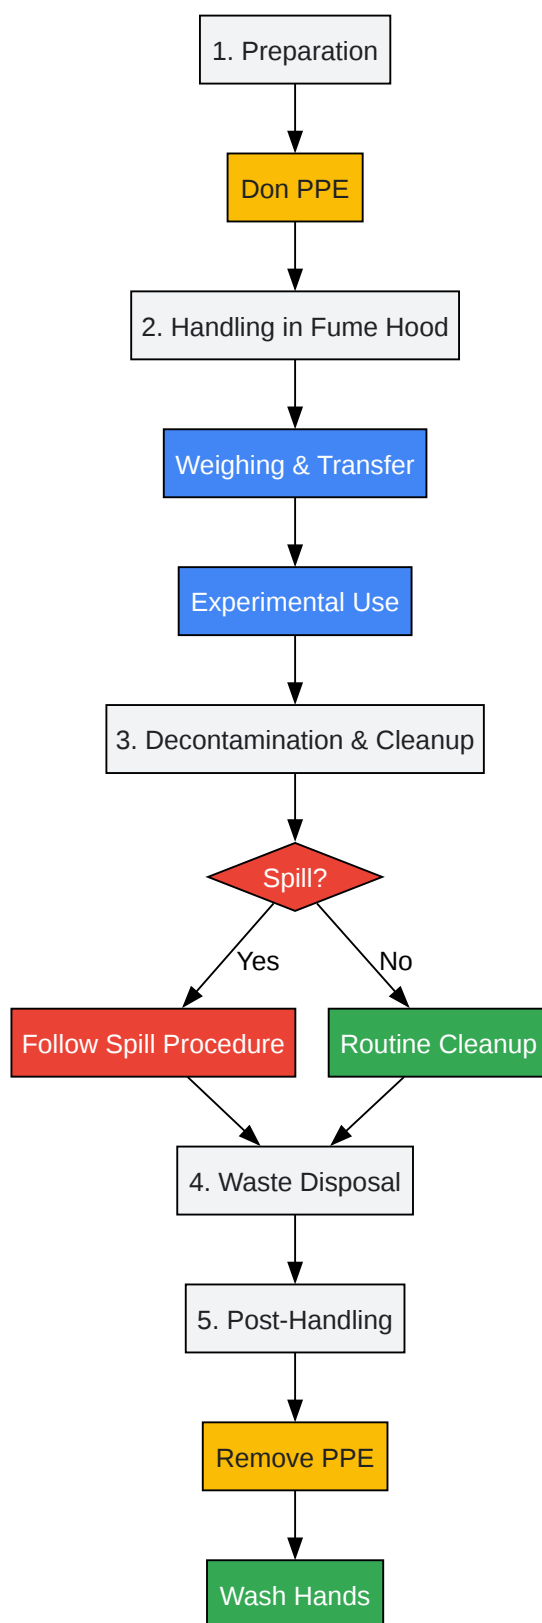 1. Preparation
Don PPE
2. Handling in Fume Hood
Weighing & Transfer
Experimental Use
3. Decontamination & Cleanup
Spill?
Yes
No
Follow Spill Procedure
Routine Cleanup
4. Waste Disposal
5. Post-Handling
Remove PPE
Wash Hands